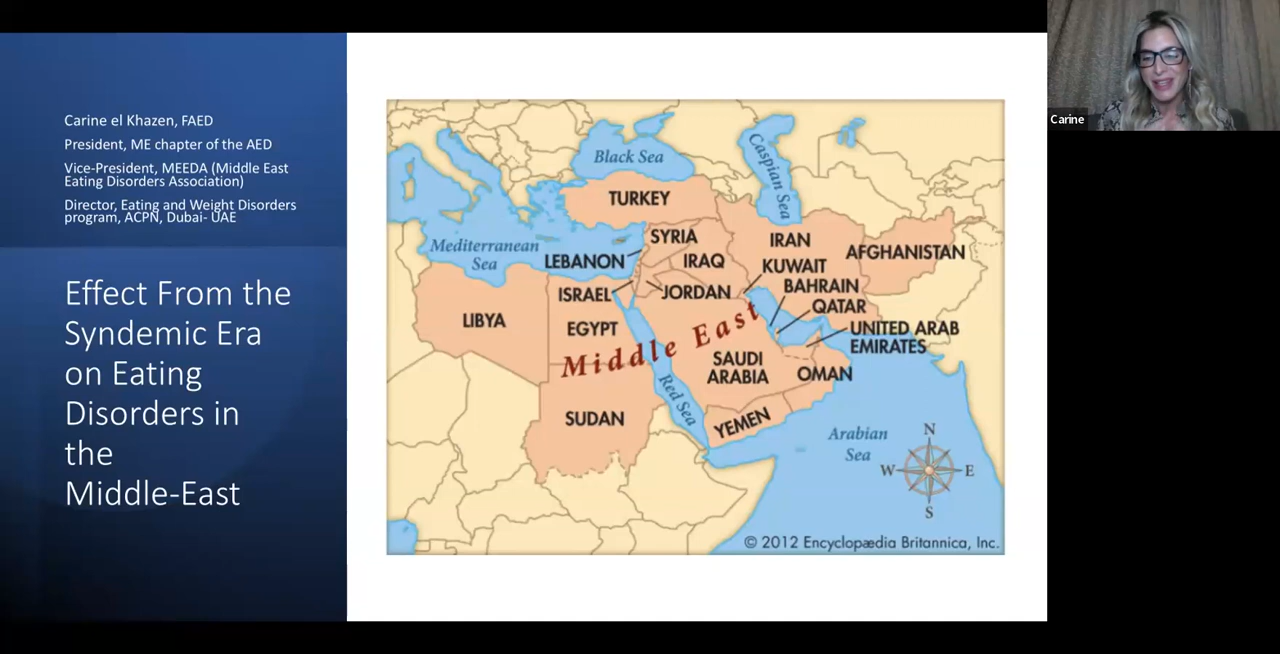 Carine el Khazen, FAED
President, ME chapter of the AED
Vice-President, MEEDA (Middle East
Eating Disorders Association)
Director, Eating and Weight Disorders
program, ACPN, Dubai- UAE
Effect From the
Syndemic Era
on Eating
Disorders in
the
Middle-East
Black Sea
Caspian Sea
TURKEY
Mediterranean
Sea
SYRIA
LEBANON
IRAQ
IRAN
AFGHANISTAN
KUWAIT
ISRAEL
JORDAN
BAHRAIN
QATAR
LIBYA
EGYPT
UNITED ARAB
EMIRATES
Middle East
SAUDI
ARABIA
OMAN
Red Sea
SUDAN
YEMEN
Arabian
Sea
N
W
E
S
© 2012 Encyclopædia Britannica, Inc.
Carine